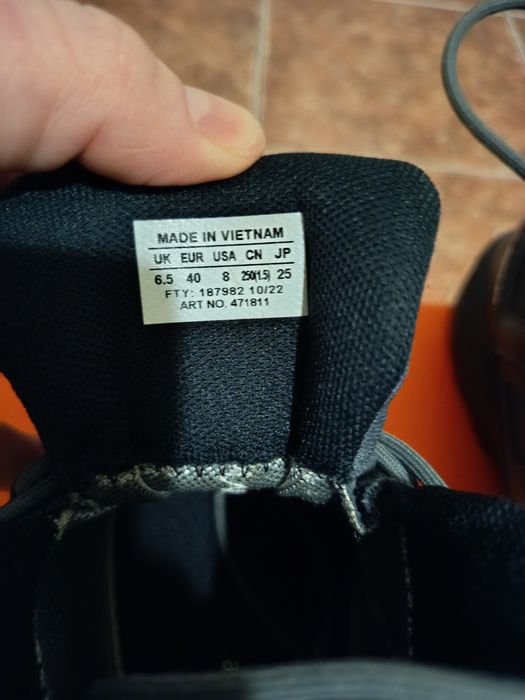 MADE IN VIETNAM
UK EUR USA CN JP
6.5 40 8 250(1.5) 25
FTY: 187982 10/22
ART NO. 471811